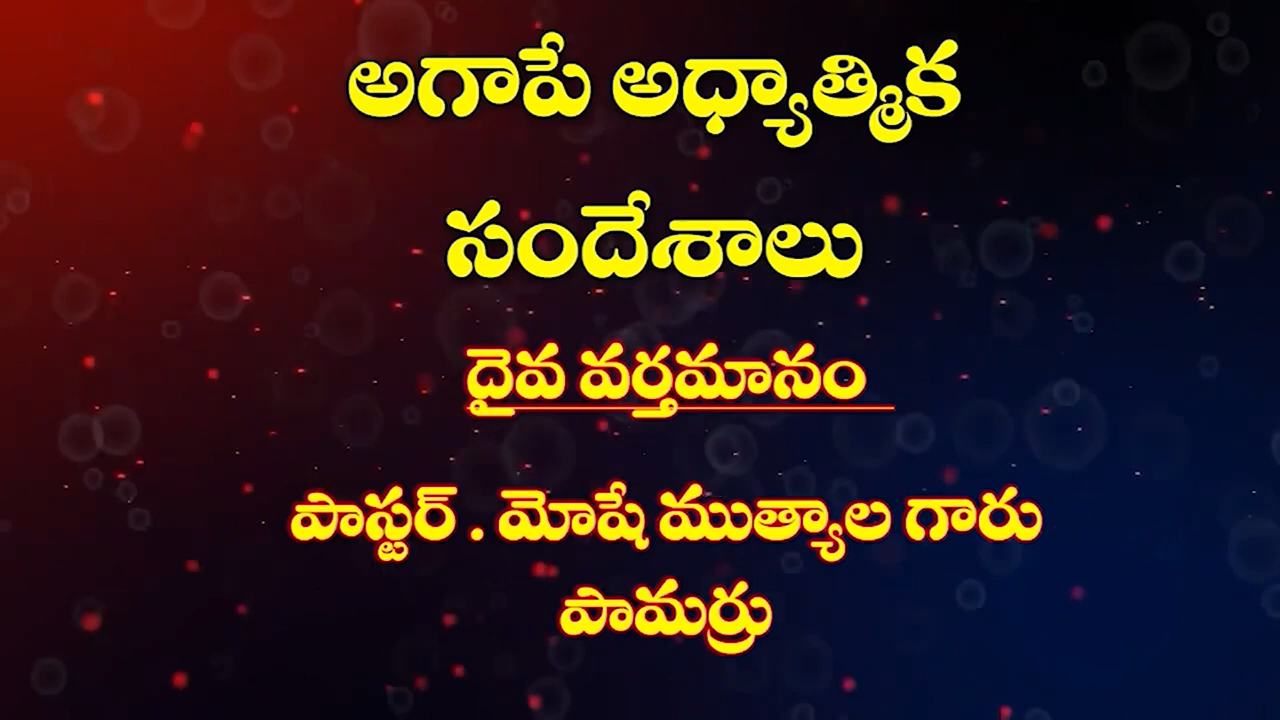 అగాపే అధ్యాత్మిక
సందేశాలు
దైవ వర్తమానం
పాస్టర్ . మోషే ముత్యాల గారు
పామర్రు